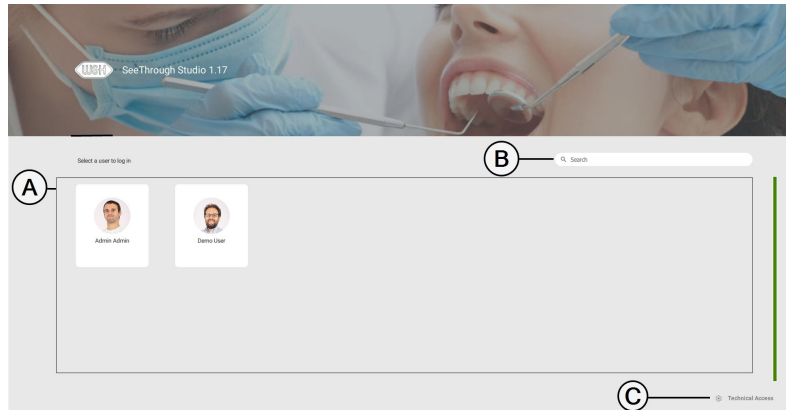 W&H SeeThrough Studio 1.17
Select a user to log in
B
Search
A
Admin Admin
Demo User
C
Technical Access